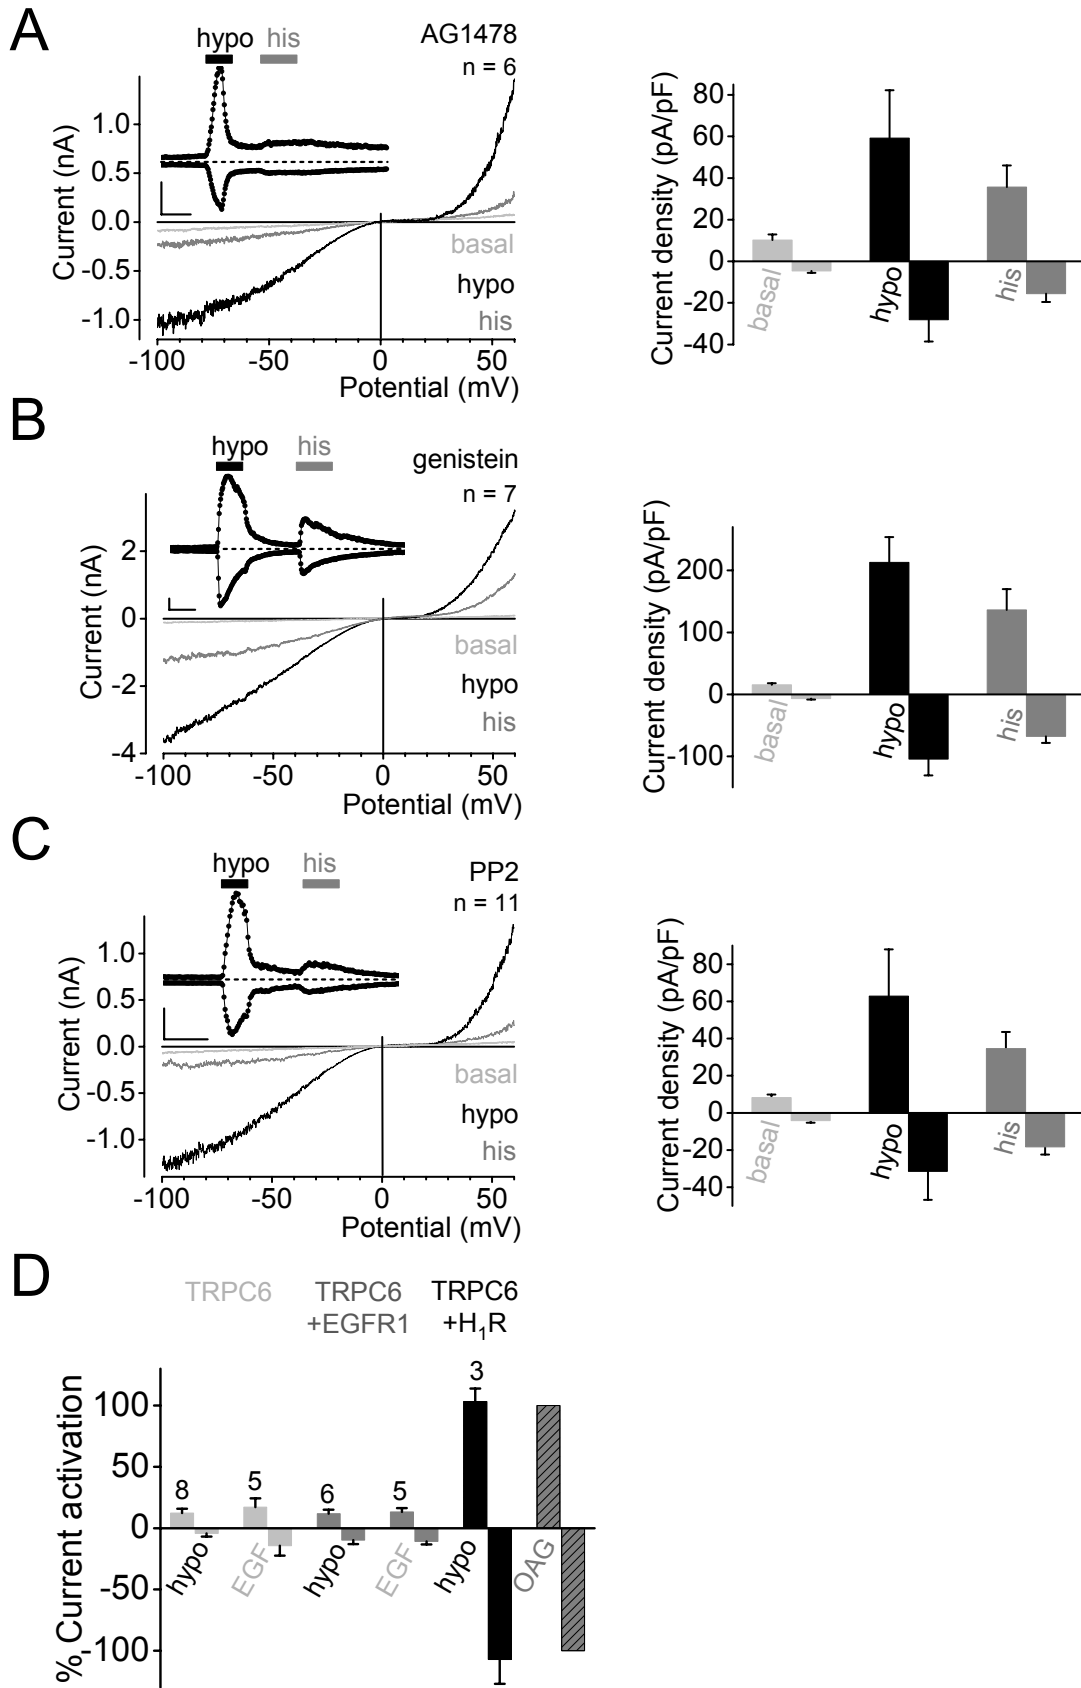 A
hypo his
AG1478
n = 6
Current (nA)
1.0
0.5
0.0
-0.5
-1.0
basal
hypo
his
-100 -50 0 50
Potential (mV)
Current density (pA/pF)
80
60
40
20
0
-20
-40
basal hypo his
B
hypo his
genistein
n = 7
Current (nA)
2
0
-2
-4
basal
hypo
his
-100 -50 0 50
Potential (mV)
Current density (pA/pF)
200
100
0
-100
basal hypo his
C
hypo his
PP2
n = 11
Current (nA)
1.0
0.5
0.0
-0.5
-1.0
basal
hypo
his
-100 -50 0 50
Potential (mV)
Current density (pA/pF)
80
60
40
20
0
-20
-40
basal hypo his
D
TRPC6 TRPC6 TRPC6
+EGFR1 +H₁R
% Current activation
100
50
0
-50
-100
8 5 6 5 3
hypo EGF hypo EGF hypo OAG